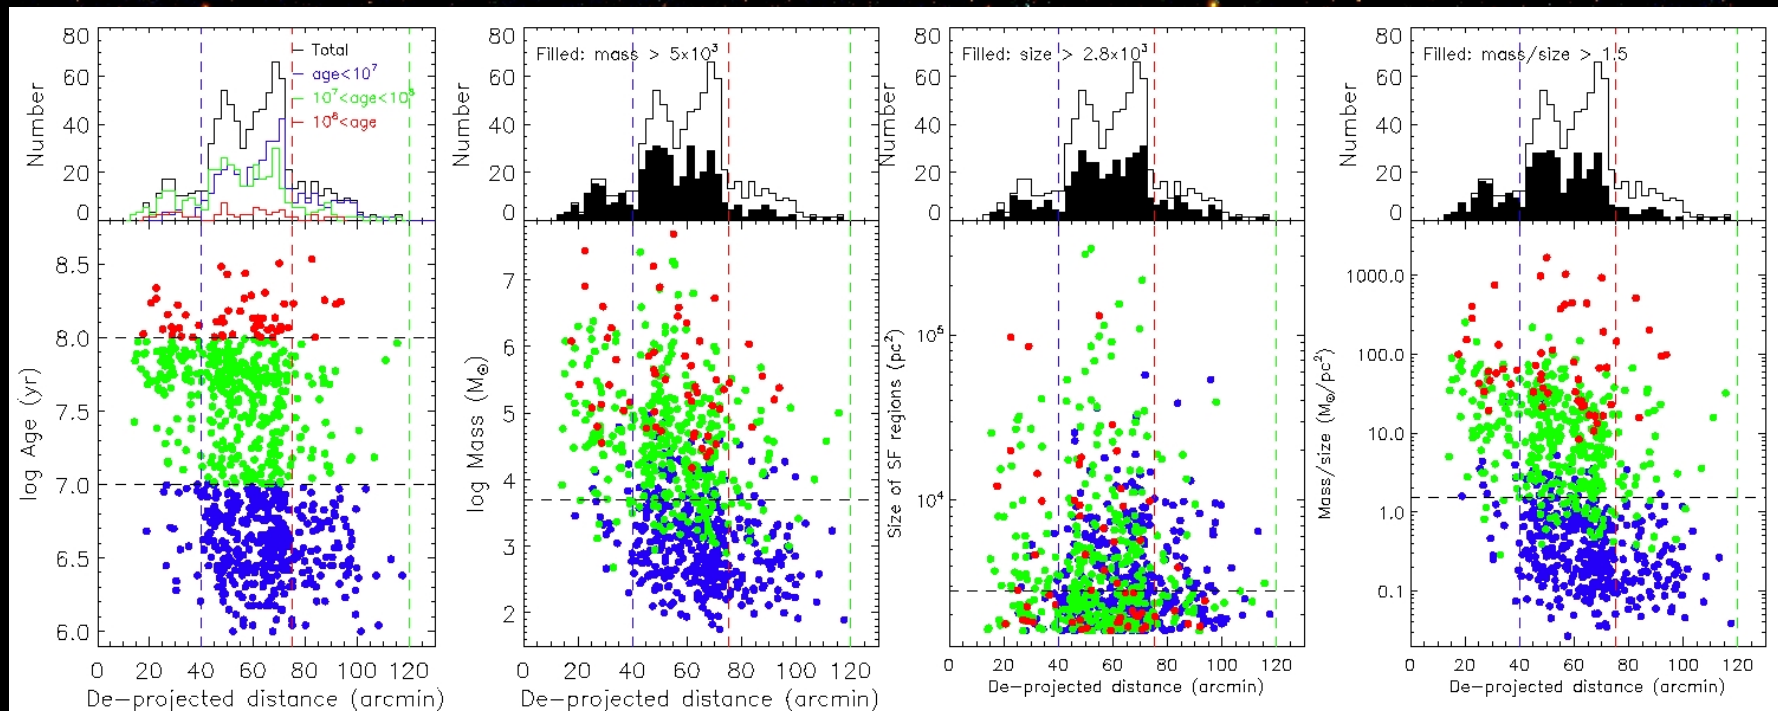 80
60
40
20
0
Number
Total
age<10⁷
10⁷<age<10⁸
10⁸<age
8.5
8.0
7.5
7.0
6.5
6.0
log Age (yr)
0 20 40 60 80 100 120
De-projected distance (arcmin)
80
60
40
20
0
Number
Filled: mass > 5x10³
7
6
5
4
3
2
log Mass (M☉)
0 20 40 60 80 100 120
De-projected distance (arcmin)
80
60
40
20
0
Number
Filled: size > 2.8x10³
10⁵
10⁴
Size of SF regions (pc²)
0 20 40 60 80 100 120
De-projected distance (arcmin)
80
60
40
20
0
Number
Filled: mass/size > 1.5
1000.0
100.0
10.0
1.0
0.1
Mass/size (M☉/pc²)
0 20 40 60 80 100 120
De-projected distance (arcmin)